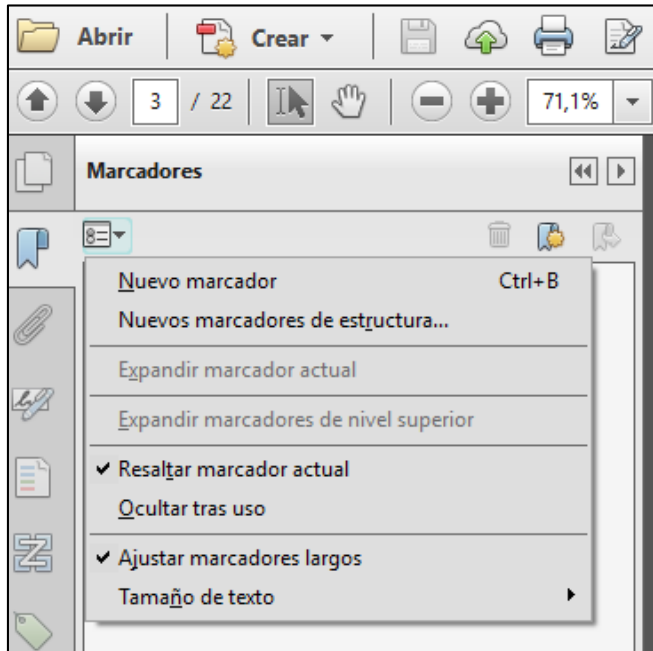 Abrir Crear
3 / 22 71,1%
Marcadores
Nuevo marcador Ctrl+B
Nuevos marcadores de estructura...
Expandir marcador actual
Expandir marcadores de nivel superior
Resaltar marcador actual
Ocultar tras uso
Ajustar marcadores largos
Tamaño de texto